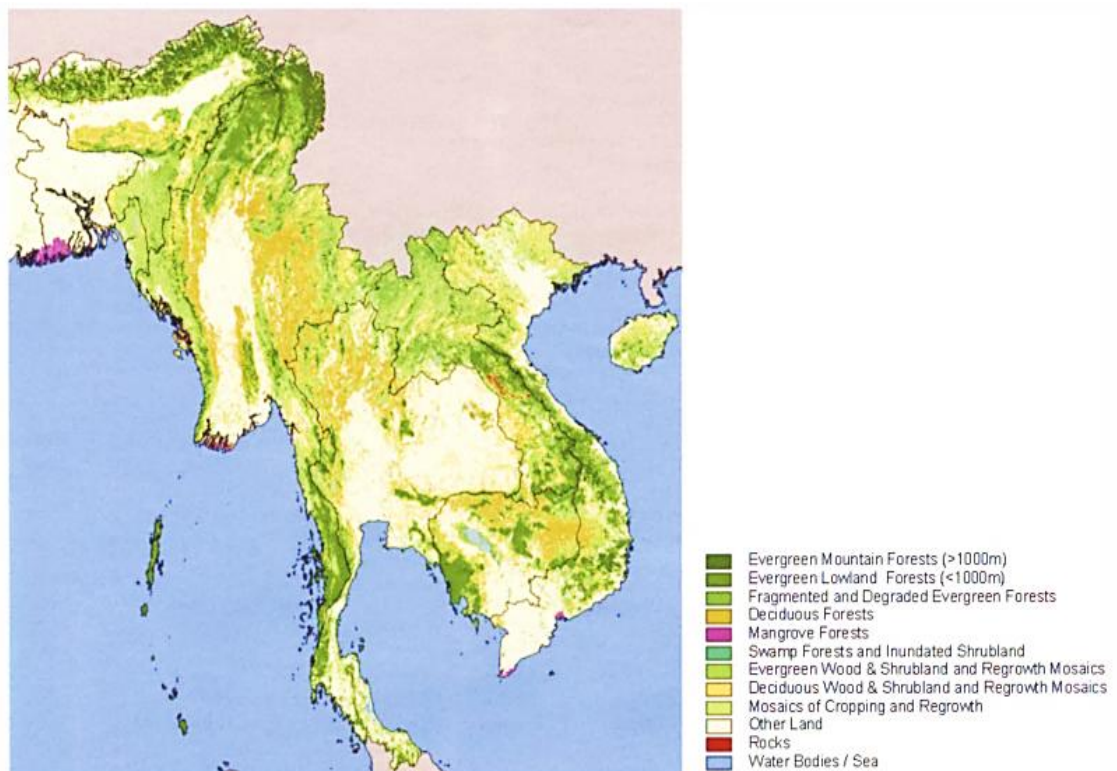 Evergreen Mountain Forests (>1000m)
Evergreen Lowland Forests (<1000m)
Fragmented and Degraded Evergreen Forests
Deciduous Forests
Mangrove Forests
Swamp Forests and Inundated Shrubland
Evergreen Wood & Shrubland and Regrowth Mosaics
Deciduous Wood & Shrubland and Regrowth Mosaics
Mosaics of Cropping and Regrowth
Other Land
Rocks
Water Bodies / Sea